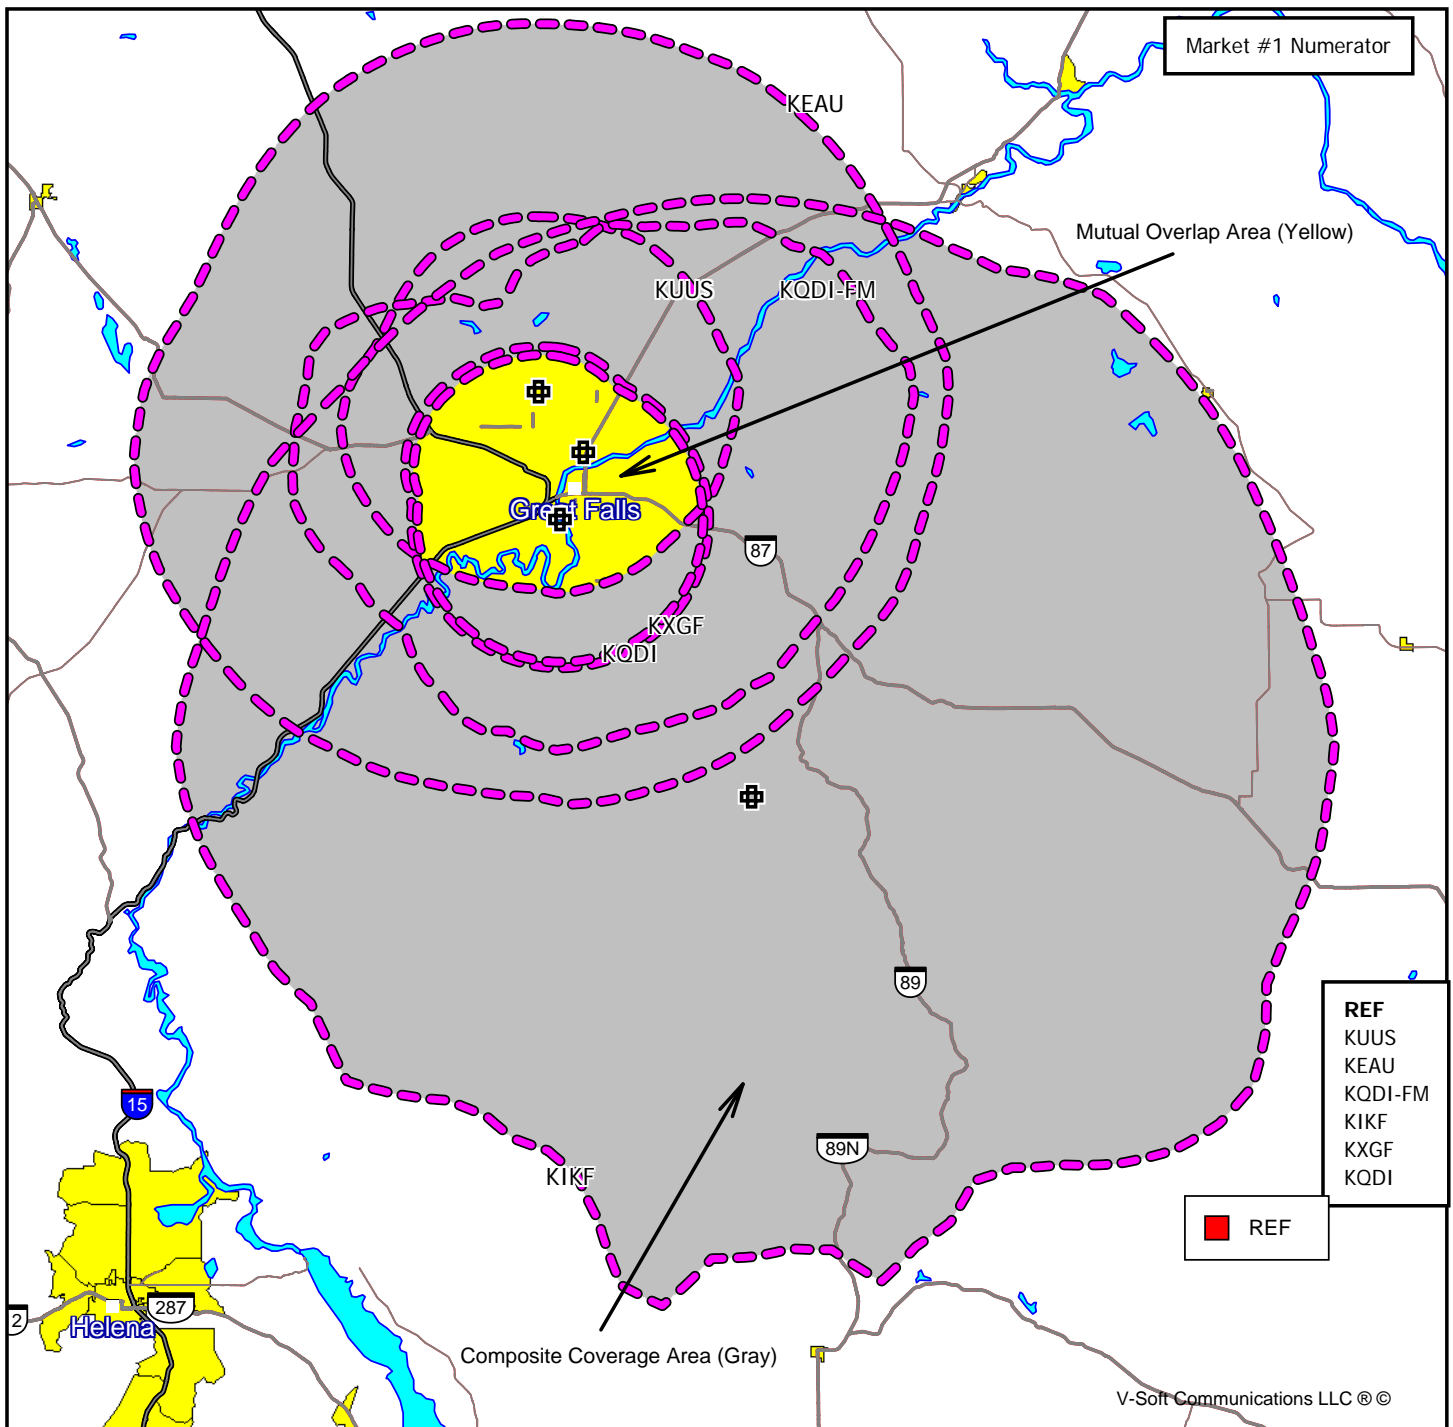 Market #1 Numerator
KEAU
Mutual Overlap Area (Yellow)
KUUS
KQDI-FM
Great Falls
87
KXGF
KQDI
89
REF
KUUS
KEAU
KQDI-FM
KIKF
KXGF
KQDI
15
89N
KIKF
REF
287
2
Helena
Composite Coverage Area (Gray)
V-Soft Communications LLC ® ©